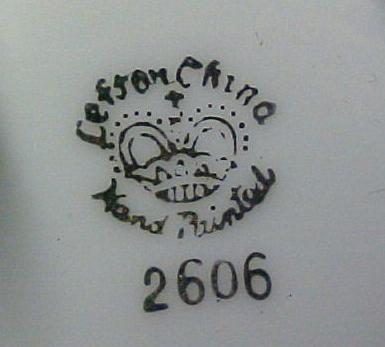 Lefton China
Hand Painted
2606